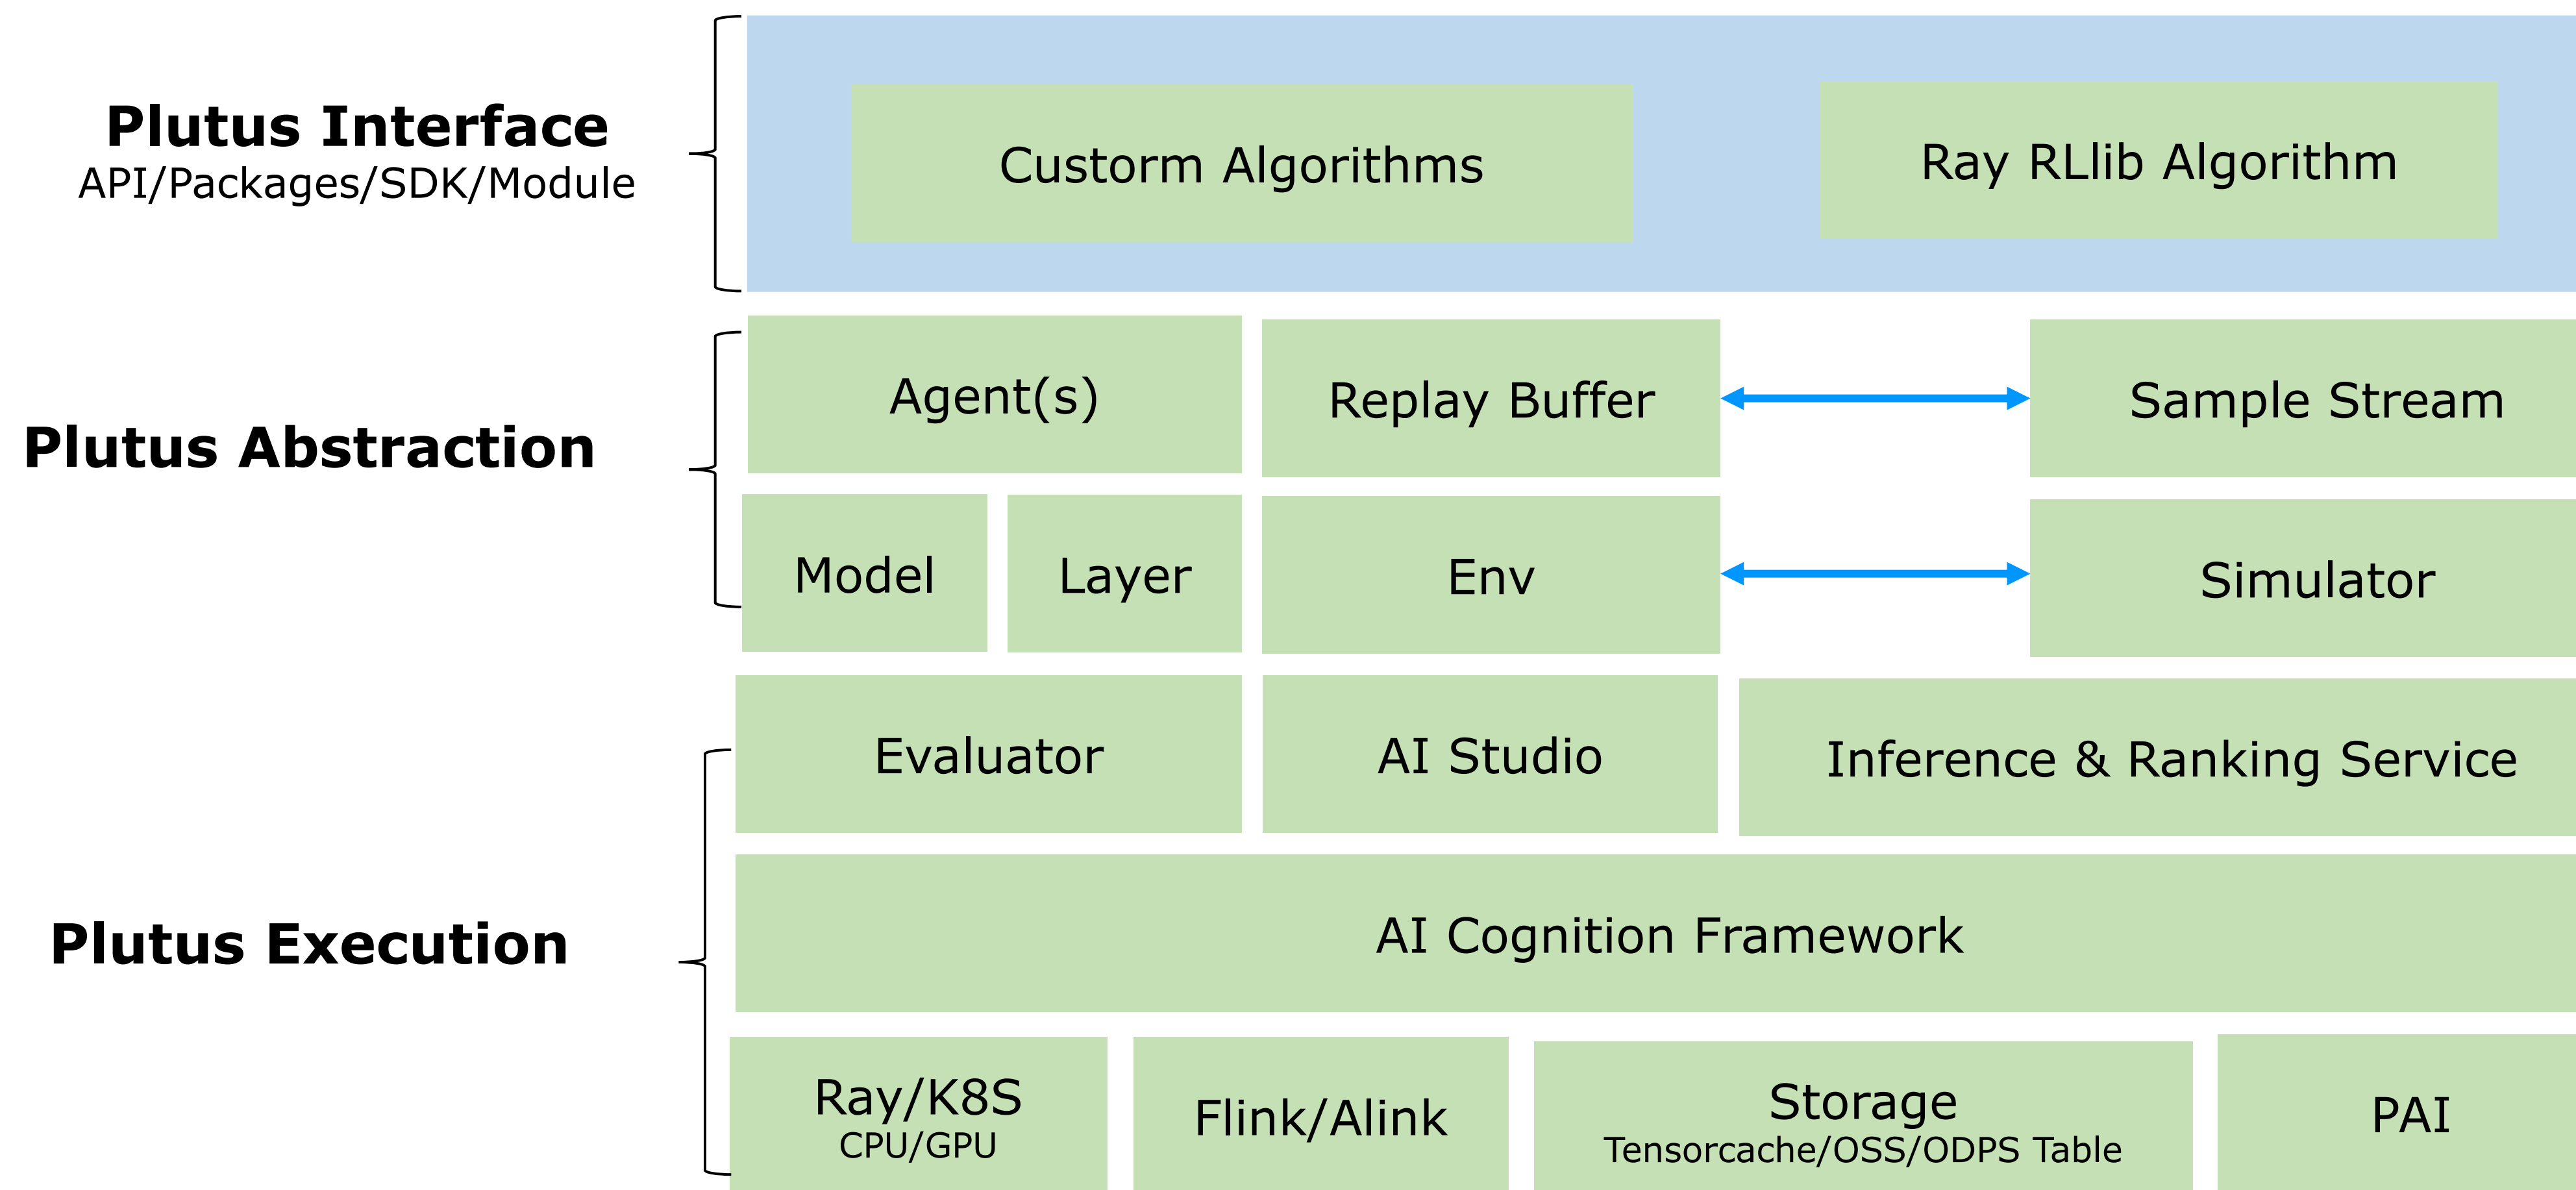 Plutus Interface
API/Packages/SDK/Module
Custorm Algorithms
Ray RLlib Algorithm
Plutus Abstraction
Agent(s)
Replay Buffer
Sample Stream
Model
Layer
Env
Simulator
Plutus Execution
Evaluator
AI Studio
Inference & Ranking Service
AI Cognition Framework
Ray/K8S
CPU/GPU
Flink/Alink
Storage
Tensorcache/OSS/ODPS Table
PAI